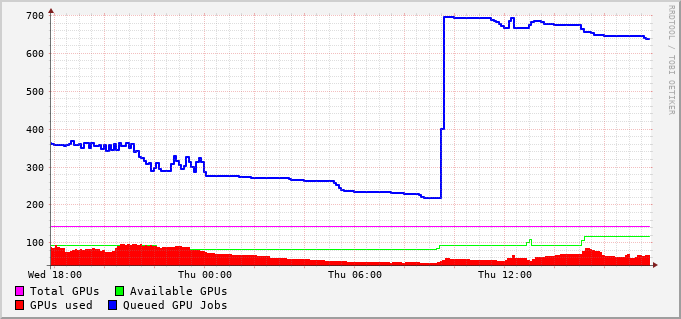 700
600
500
400
300
200
100
Wed 18:00 Thu 00:00 Thu 06:00 Thu 12:00
Total GPUs Available GPUs
GPUs used Queued GPU Jobs
RRDTOOL / TOBI OETIKER